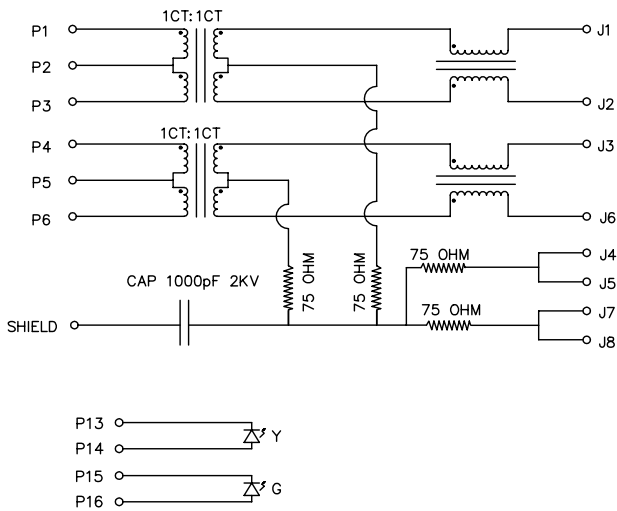 1CT:1CT
P1
J1
P2
P3
J2
1CT:1CT
P4
J3
P5
P6
J6
75 OHM
J4
J5
CAP 1000pF 2KV
75 OHM
75 OHM
75 OHM
J7
SHIELD
J8
P13
Y
P14
P15
G
P16